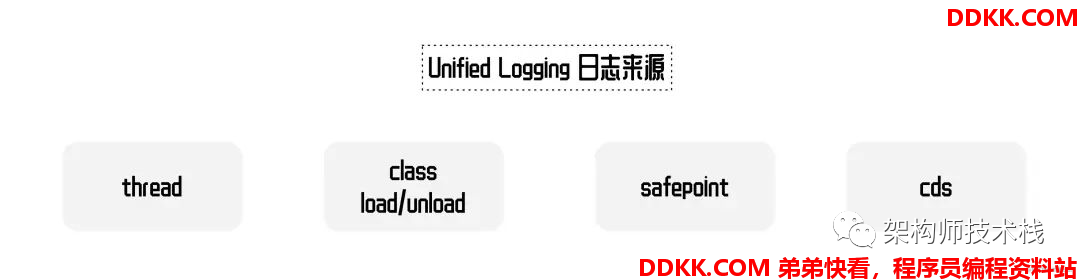 DDKK.COM
Unified Logging 日志来源
thread
class
load/unload
safepoint
cds
架构师技术栈
DDKK.COM 弟弟快看，程序员编程资料站